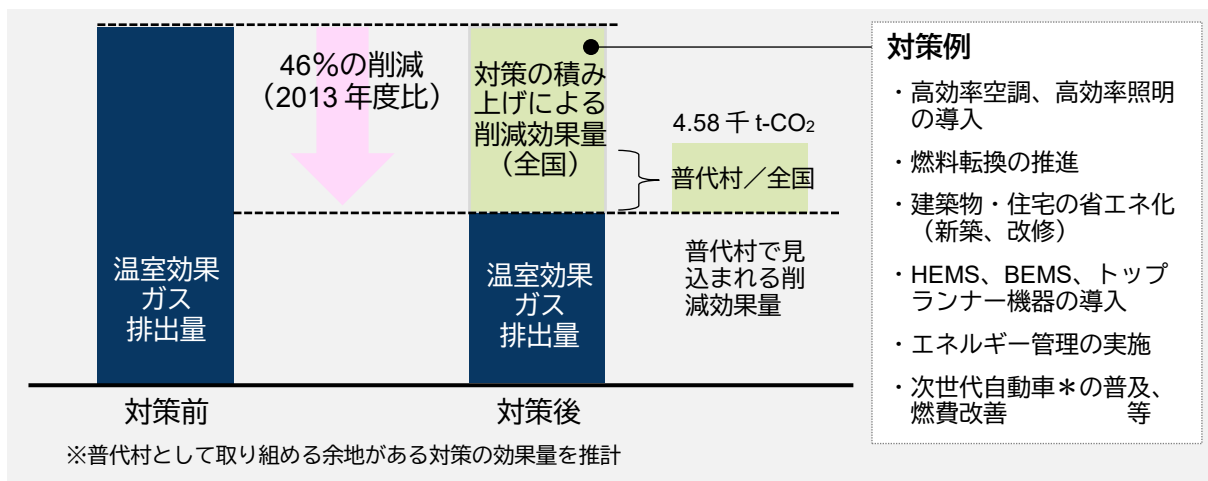 46%の削減
（2013 年度比）
温室効果
ガス
排出量
対策前
対策の積み
上げによる
削減効果量
（全国）
温室効果
ガス
排出量
対策後
4.58 千 t-CO₂
普代村／全国
普代村で見
込まれる削
減効果量
※普代村として取り組める余地がある対策の効果量を推計
対策例
・高効率空調、高効率照明
の導入
・燃料転換の推進
・建築物・住宅の省エネ化
（新築、改修）
・HEMS、BEMS、トップ
ランナー機器の導入
・エネルギー管理の実施
・次世代自動車＊の普及、
燃費改善 等